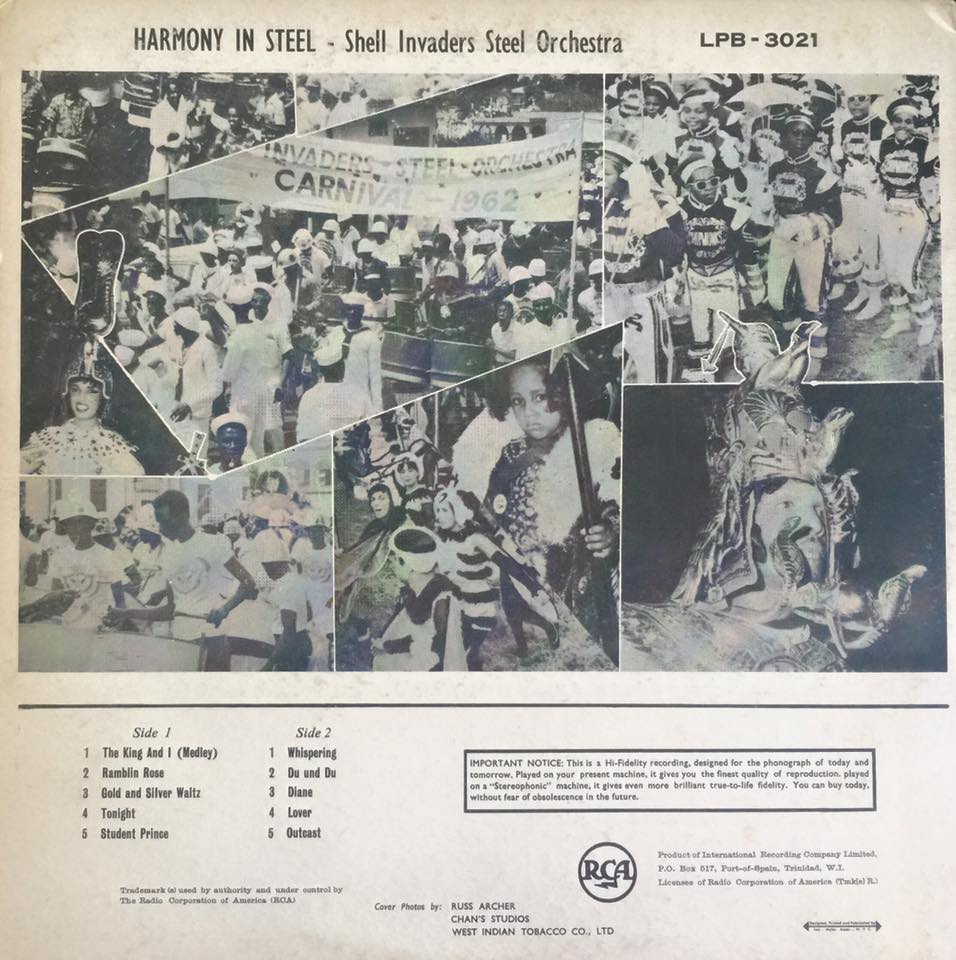 HARMONY IN STEEL - Shell Invaders Steel Orchestra
LPB - 3021
INVADERS STEEL ORCHESTRA
CARNIVAL 1962
Side 1
1 The King And I (Medley)
2 Ramblin Rose
3 Gold and Silver Waltz
4 Tonight
5 Student Prince
Side 2
1 Whispering
2 Du und Du
3 Diane
4 Lover
5 Outcast
IMPORTANT NOTICE: This is a Hi-Fidelity recording, designed for the phonograph of today and
tomorrow. Played on your present machine, it gives you the finest quality of reproduction. played
on a "Stereophonic" machine, it gives even more brilliant true-to-life fidelity. You can buy today,
without fear of obsolescence in the future.
RCA
Product of International Recording Company Limited,
P.O. Box 517, Port-of-Spain, Trinidad, W.I.
Licensee of Radio Corporation of America (Tmk[s] R.)
Trademark (s) used by authority and under control by
The Radio Corporation of America (RCA)
Cover Photos by: RUSS ARCHER
CHAN'S STUDIOS
WEST INDIAN TOBACCO CO., LTD
Designed, Printed and Fabricated by